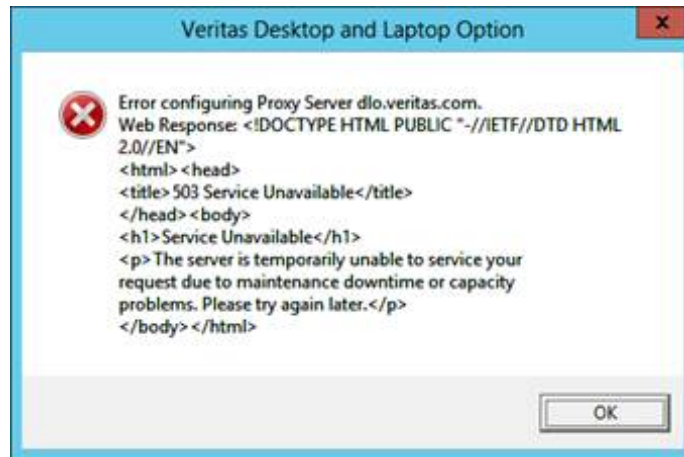 Veritas Desktop and Laptop Option
x
Error configuring Proxy Server dlo.veritas.com.
Web Response: <!DOCTYPE HTML PUBLIC "-//IETF//DTD HTML
2.0//EN">
<html><head>
<title>503 Service Unavailable</title>
</head><body>
<h1>Service Unavailable</h1>
<p>The server is temporarily unable to service your
request due to maintenance downtime or capacity
problems. Please try again later.</p>
</body></html>
OK